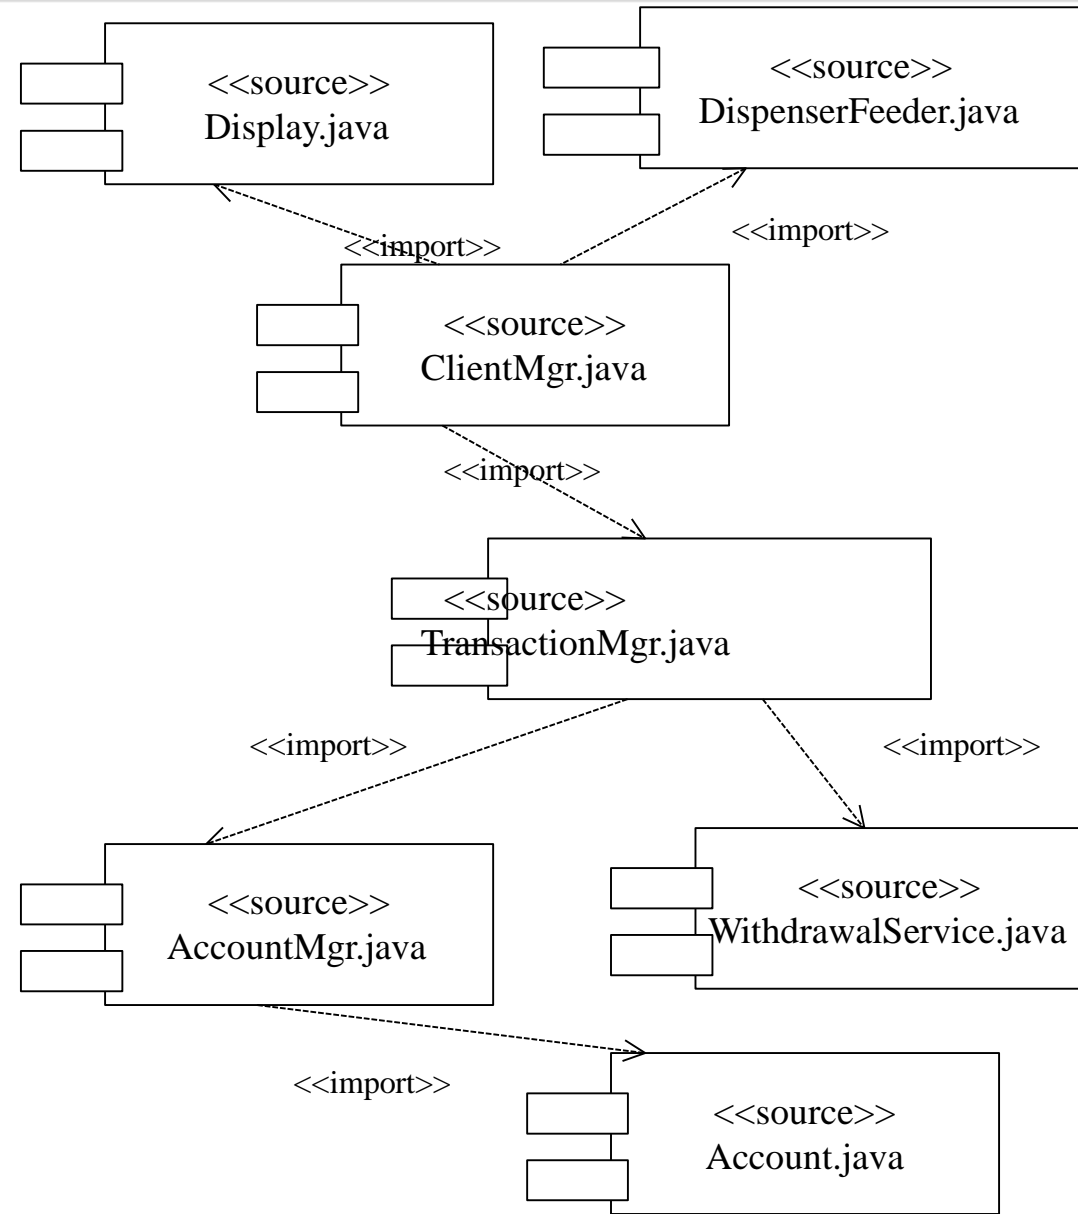 <<source>>
Display.java
<<source>>
DispenserFeeder.java
<<import>>
<<import>>
<<source>>
ClientMgr.java
<<import>>
<<source>>
TransactionMgr.java
<<import>>
<<import>>
<<source>>
AccountMgr.java
<<source>>
WithdrawalService.java
<<import>>
<<source>>
Account.java